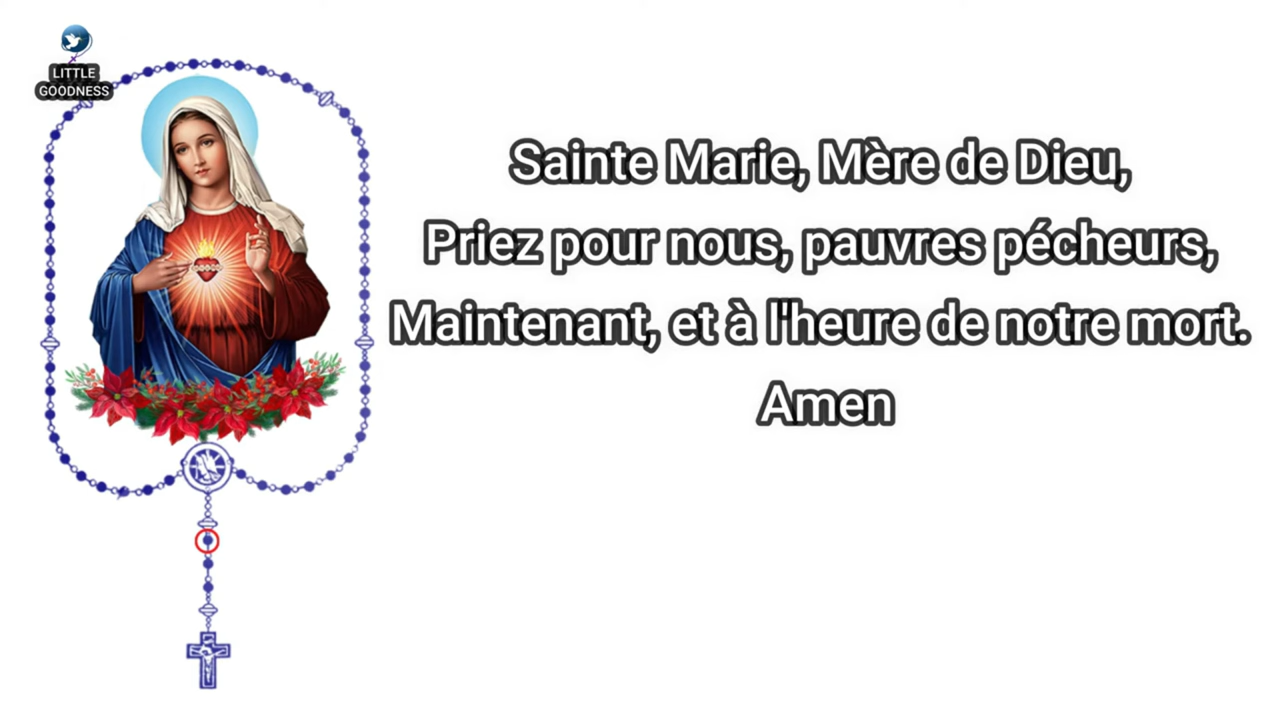 LITTLE
GOODNESS
Sainte Marie, Mère de Dieu,
Priez pour nous, pauvres pécheurs,
Maintenant, et à l'heure de notre mort.
Amen